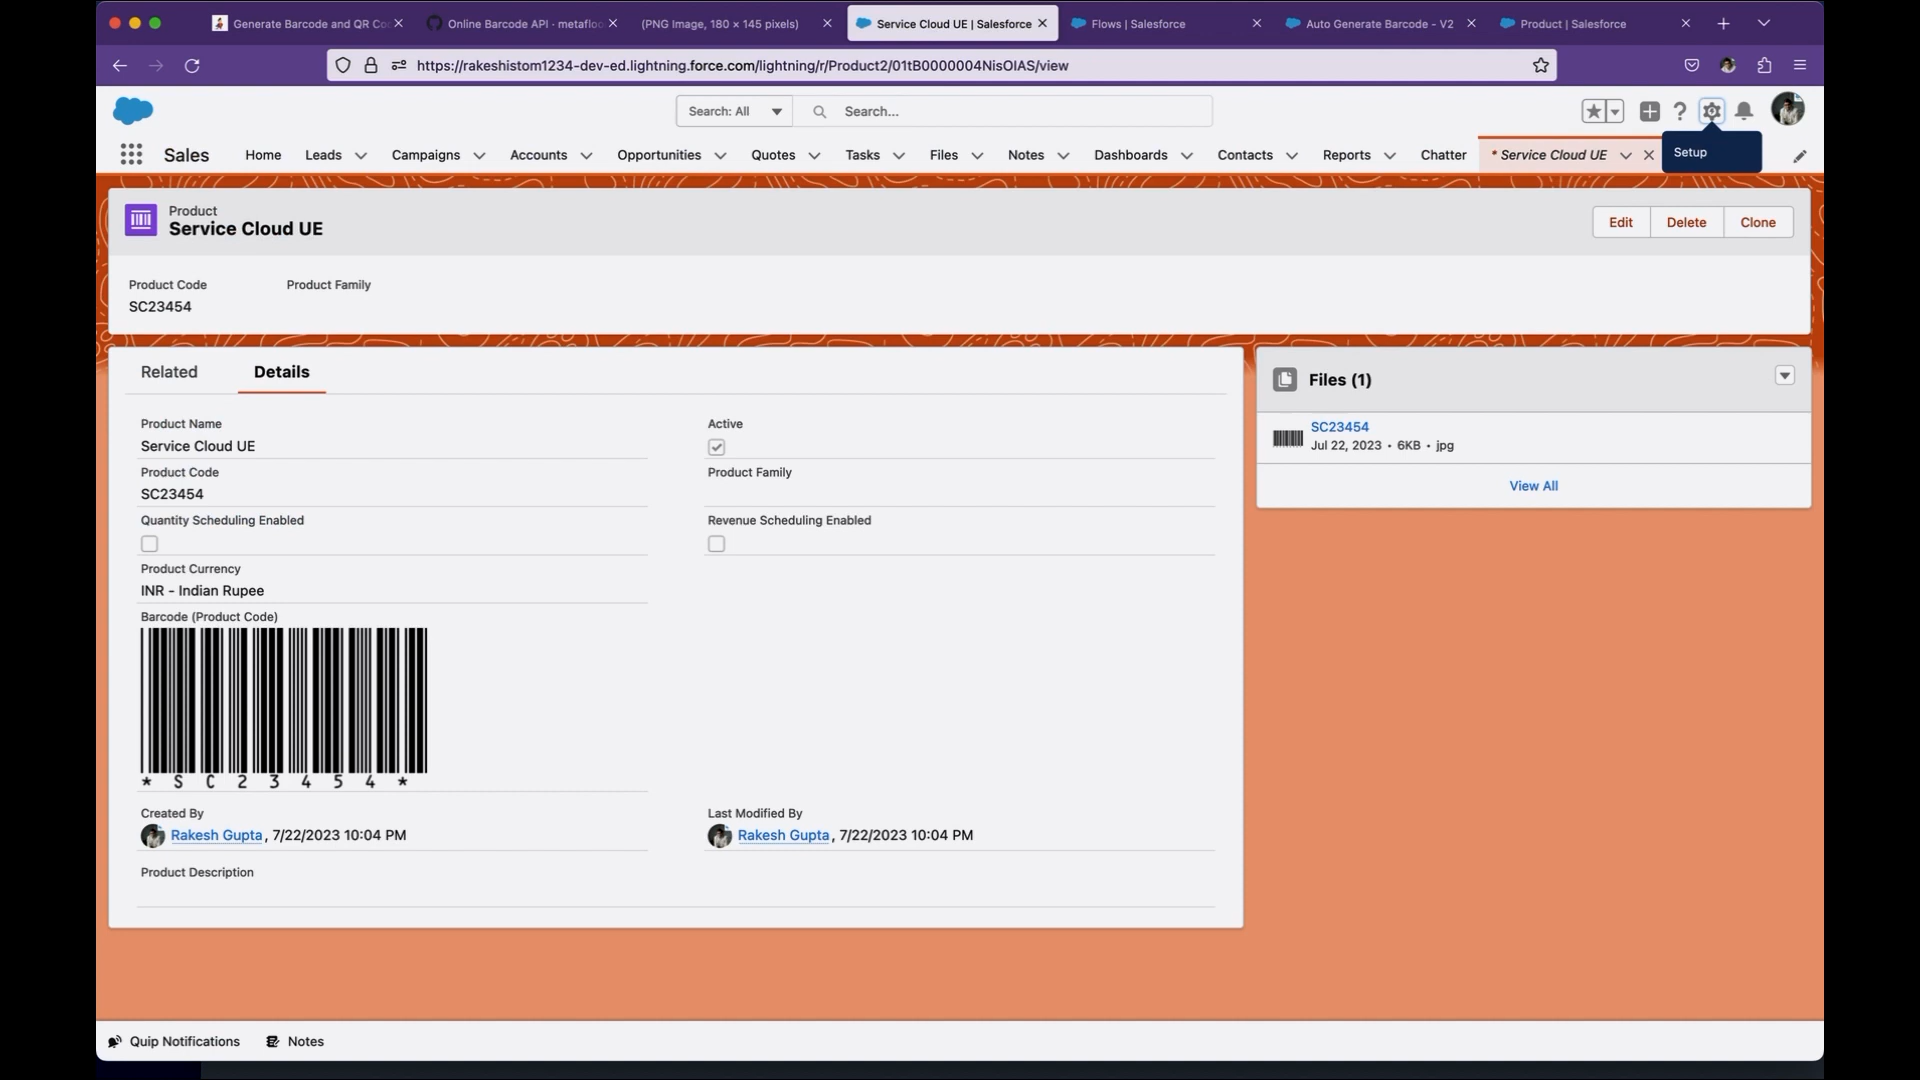 Generate Barcode and QR Co
Online Barcode API - metafloo
(PNG Image, 180 × 145 pixels)
Service Cloud UE | Salesforce
Flows | Salesforce
Auto Generate Barcode - V2
Product | Salesforce
https://rakeshistom1234-dev-ed.lightning.force.com/lightning/r/Product2/01tB0000004NisOIAS/view
Search: All
Search...
Sales
Home
Leads
Campaigns
Accounts
Opportunities
Quotes
Tasks
Files
Notes
Dashboards
Contacts
Reports
Chatter
* Service Cloud UE
Setup
Product
Service Cloud UE
Edit
Delete
Clone
Product Code
Product Family
SC23454
Related
Details
Product Name
Service Cloud UE
Active
Product Code
SC23454
Product Family
Quantity Scheduling Enabled
Revenue Scheduling Enabled
Product Currency
INR - Indian Rupee
Barcode (Product Code)
* S C 2 3 4 5 4 *
Created By
Rakesh Gupta, 7/22/2023 10:04 PM
Last Modified By
Rakesh Gupta, 7/22/2023 10:04 PM
Product Description
Files (1)
SC23454
Jul 22, 2023 • 6KB • jpg
View All
Quip Notifications
Notes